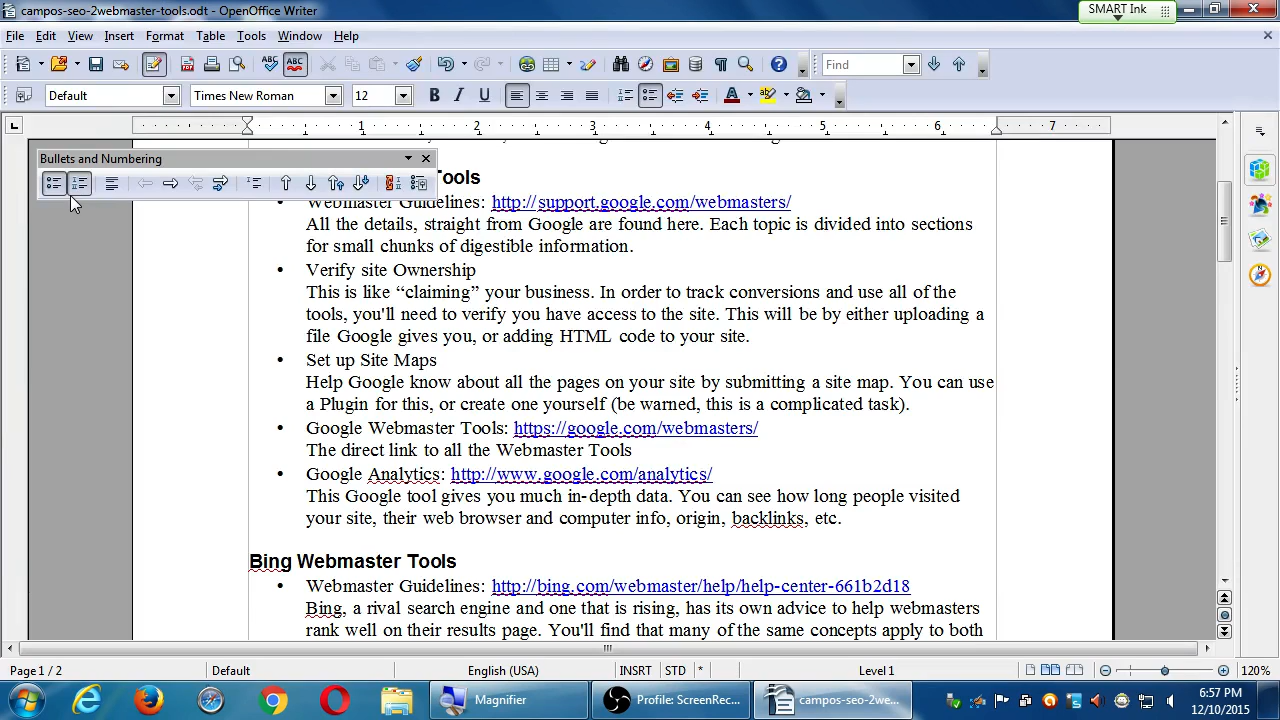 campos-seo-2webmaster-tools.odt - OpenOffice Writer
SMART Ink
File Edit View Insert Format Table Tools Window Help
Find
Default Times New Roman 12
1 2 3 4 5 6 7
Bullets and Numbering
Tools
Webmaster Guidelines: http://support.google.com/webmasters/
All the details, straight from Google are found here. Each topic is divided into sections
for small chunks of digestible information.
• Verify site Ownership
This is like “claiming” your business. In order to track conversions and use all of the
tools, you'll need to verify you have access to the site. This will be by either uploading a
file Google gives you, or adding HTML code to your site.
• Set up Site Maps
Help Google know about all the pages on your site by submitting a site map. You can use
a Plugin for this, or create one yourself (be warned, this is a complicated task).
• Google Webmaster Tools: https://google.com/webmasters/
The direct link to all the Webmaster Tools
• Google Analytics: http://www.google.com/analytics/
This Google tool gives you much in-depth data. You can see how long people visited
your site, their web browser and computer info, origin, backlinks, etc.
Bing Webmaster Tools
• Webmaster Guidelines: http://bing.com/webmaster/help/help-center-661b2d18
Bing, a rival search engine and one that is rising, has its own advice to help webmasters
rank well on their results page. You'll find that many of the same concepts apply to both
Page 1 / 2 Default English (USA) INSRT STD * Level 1 120%
Magnifier Profile: ScreenRec... campos-seo-2we... 6:57 PM
12/10/2015